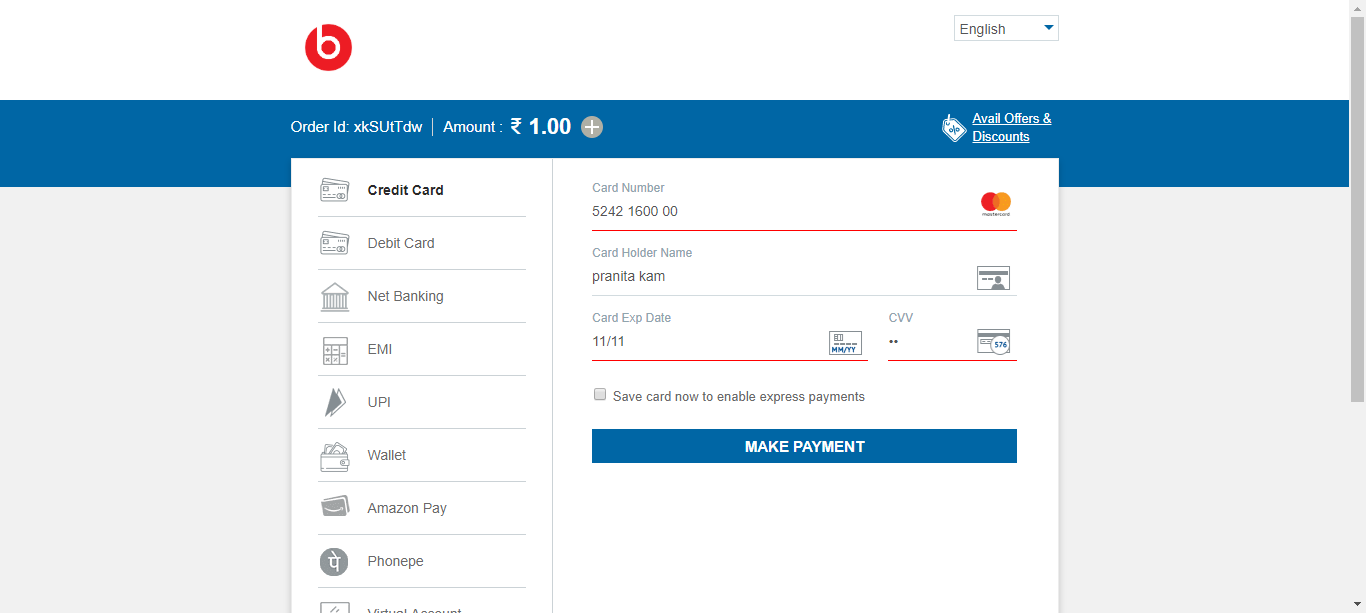 b
English
Order Id: xkSUtTdw | Amount : ₹ 1.00
Avail Offers &
Discounts
Credit Card
Debit Card
Net Banking
EMI
UPI
Wallet
Amazon Pay
Phonepe
Virtual Account
Card Number
5242 1600 00
mastercard
Card Holder Name
pranita kam
Card Exp Date
11/11
MM/YY
CVV
••
576
Save card now to enable express payments
MAKE PAYMENT